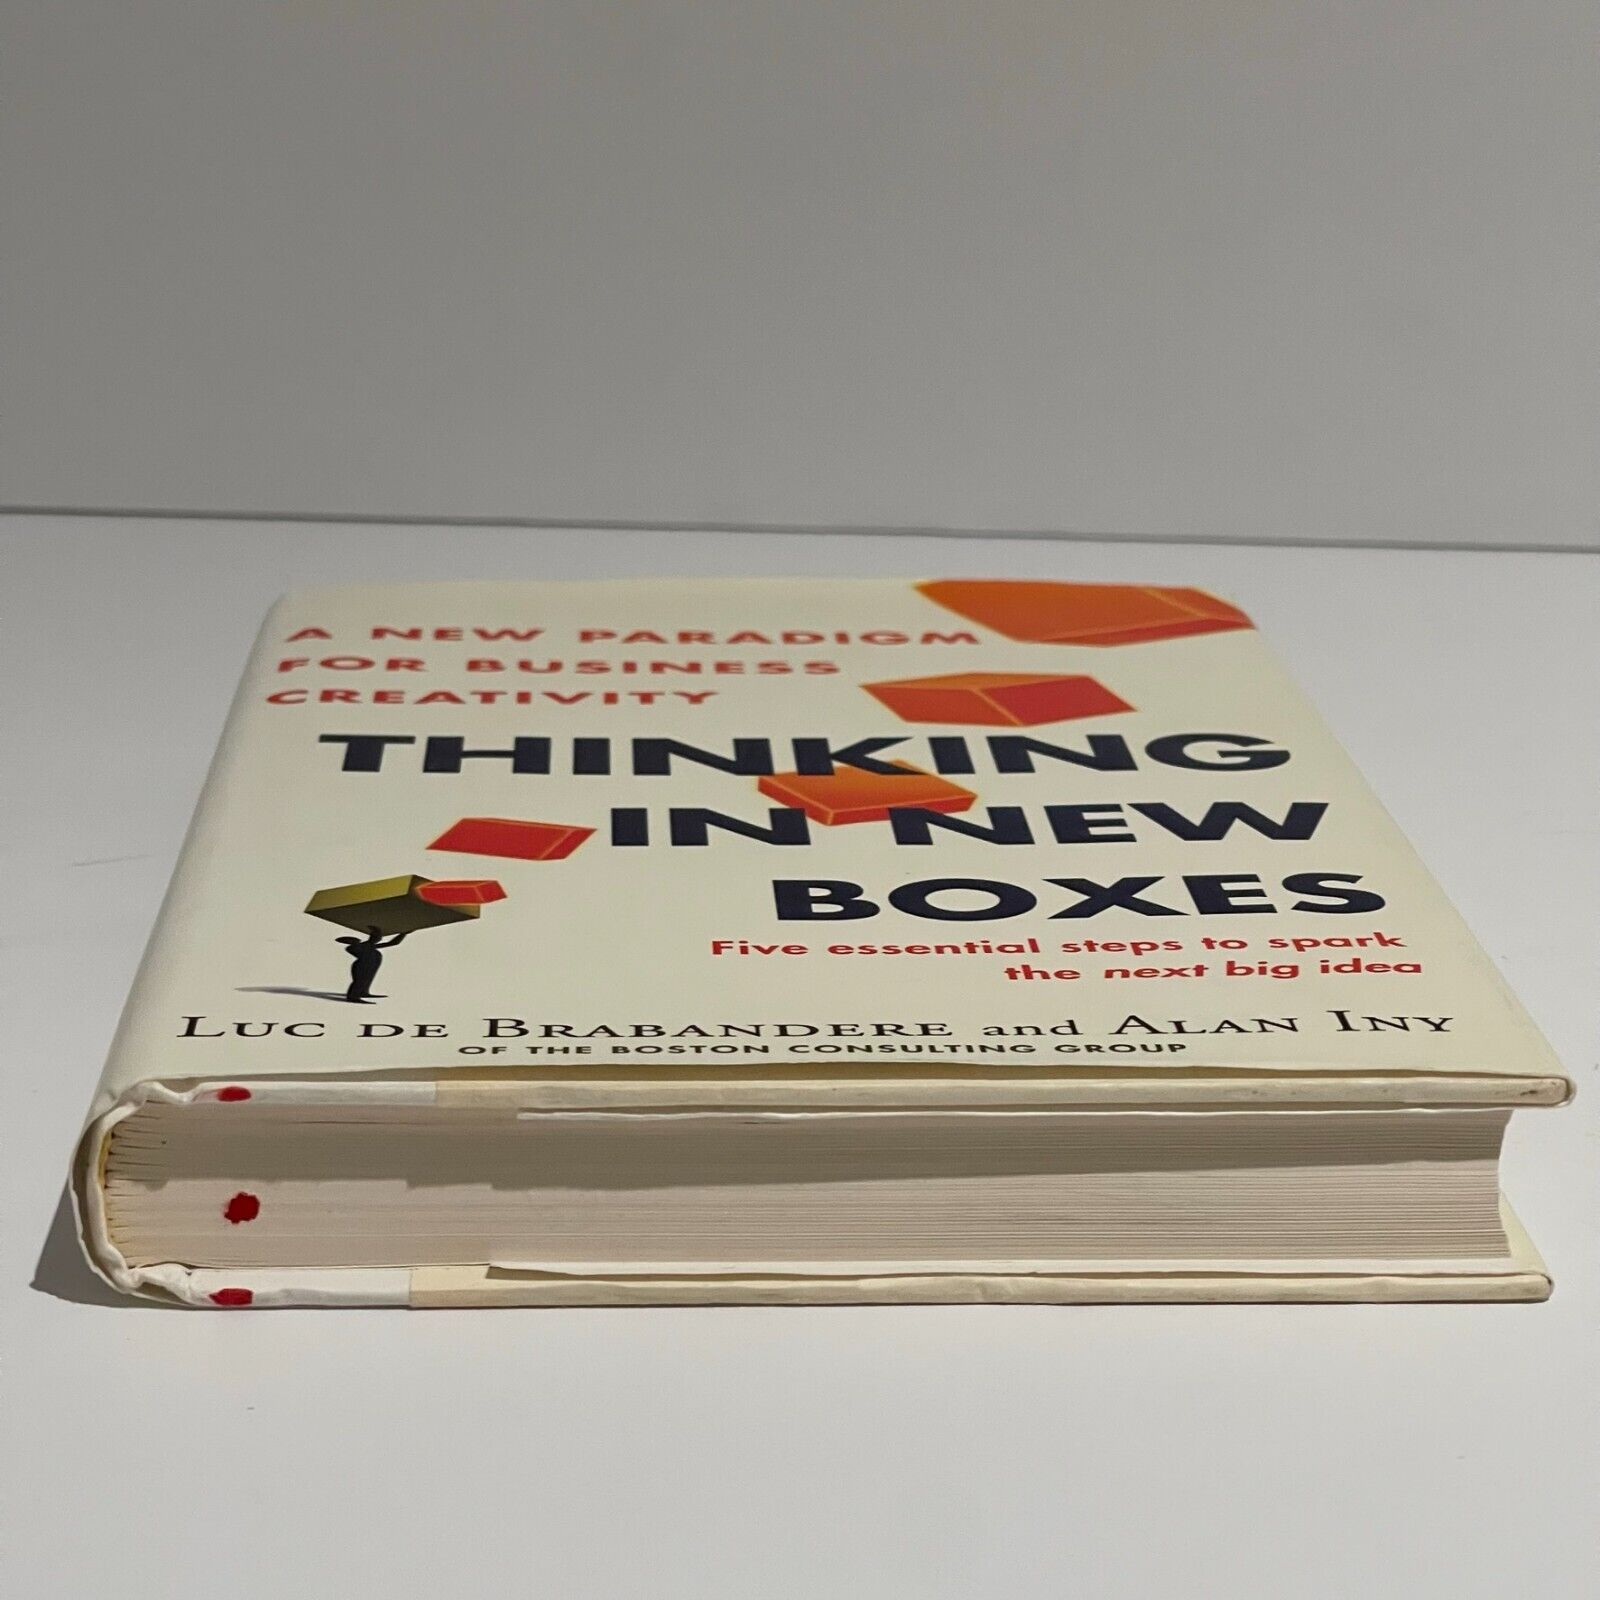 A NEW PARADIGM
FOR BUSINESS
CREATIVITY
THINKING
IN NEW
BOXES
Five essential steps to spark
the next big idea
LUC DE BRABANDERE and ALAN INY
OF THE BOSTON CONSULTING GROUP